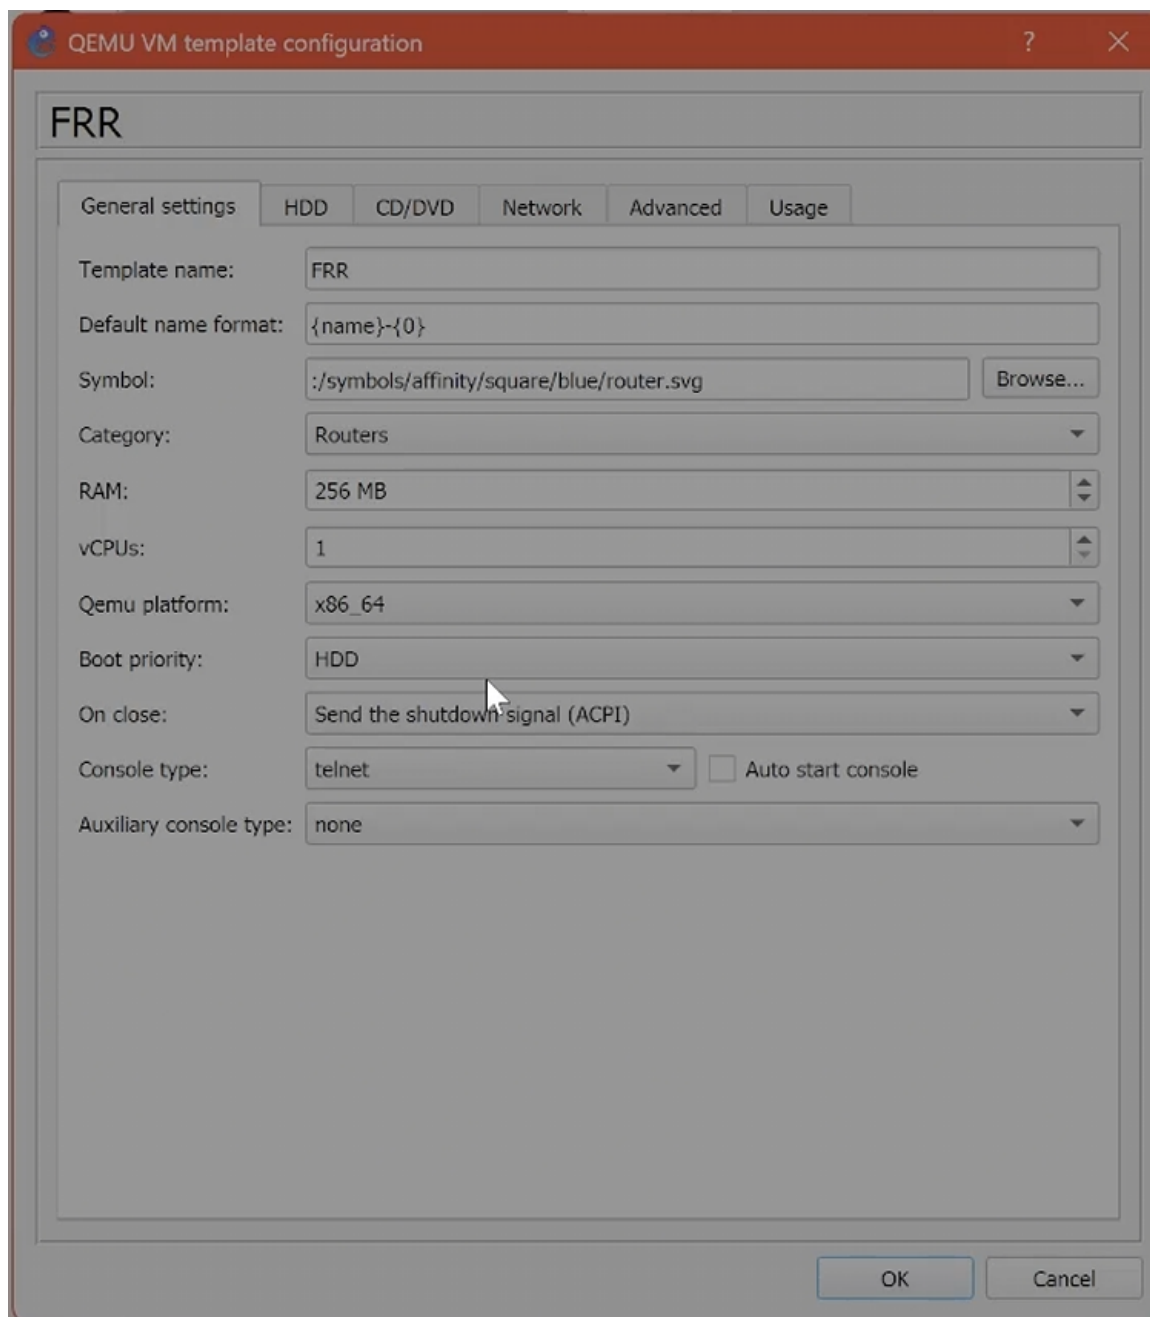 QEMU VM template configuration
FRR
General settings HDD CD/DVD Network Advanced Usage
Template name: FRR
Default name format: {name}-{0}
Symbol: :/symbols/affinity/square/blue/router.svg Browse...
Category: Routers
RAM: 256 MB
vCPUs: 1
Qemu platform: x86_64
Boot priority: HDD
On close: Send the shutdown signal (ACPI)
Console type: telnet Auto start console
Auxiliary console type: none
OK Cancel